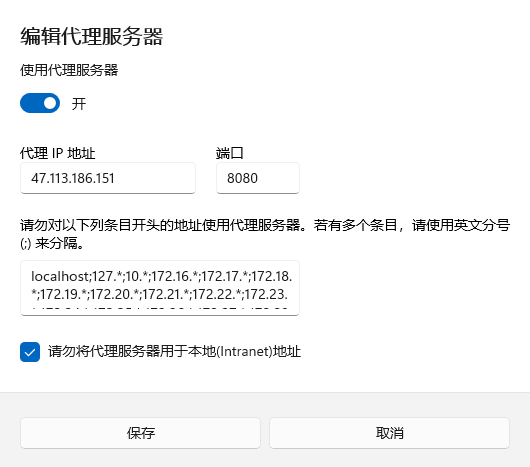 编辑代理服务器
使用代理服务器
开
代理 IP 地址 端口
47.113.186.151 8080
请勿对以下列条目开头的地址使用代理服务器。若有多个条目，请使用英文分号
(;) 来分隔。
localhost;127.*;10.*;172.16.*;172.17.*;172.18.
*;172.19.*;172.20.*;172.21.*;172.22.*;172.23.
请勿将代理服务器用于本地(Intranet)地址
保存 取消